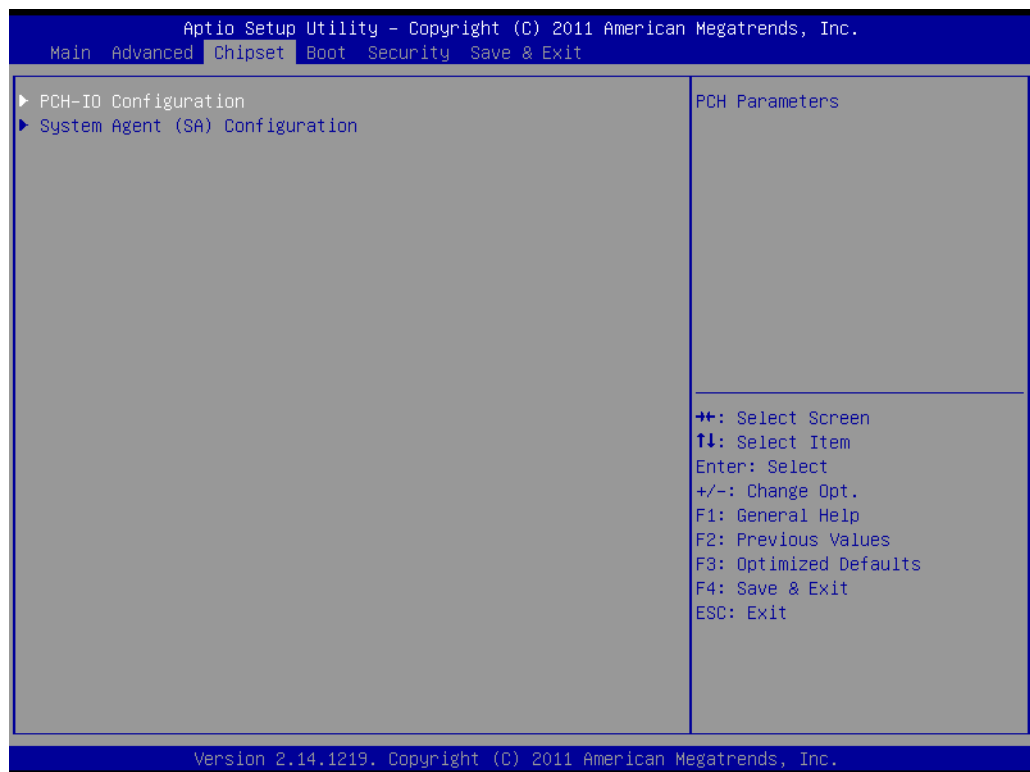 Aptio Setup Utility – Copyright (C) 2011 American Megatrends, Inc.
Main Advanced Chipset Boot Security Save & Exit
PCH-IO Configuration
System Agent (SA) Configuration
PCH Parameters
→←: Select Screen
↑↓: Select Item
Enter: Select
+/-: Change Opt.
F1: General Help
F2: Previous Values
F3: Optimized Defaults
F4: Save & Exit
ESC: Exit
Version 2.14.1219. Copyright (C) 2011 American Megatrends, Inc.